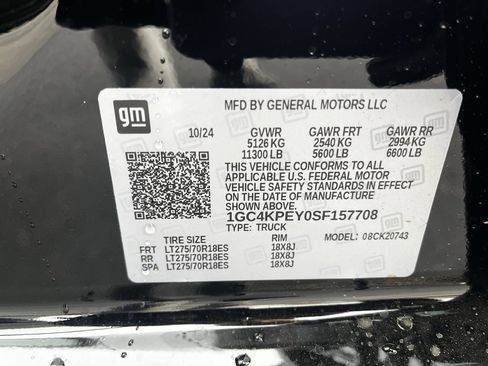 gm
MFD BY GENERAL MOTORS LLC
10/24 GVWR GAWR FRT GAWR RR
5126 KG 2540 KG 2994 KG
11300 LB 5600 LB 6600 LB
THIS VEHICLE CONFORMS TO ALL
APPLICABLE U.S. FEDERAL MOTOR
VEHICLE SAFETY STANDARDS IN EFFECT
ON THE DATE OF MANUFACTURE
SHOWN ABOVE.
1GC4KPEY0SF157708
TYPE: TRUCK MODEL: 08CK20743
TIRE SIZE RIM
FRT LT275/70R18ES 18X8J
RR LT275/70R18ES 18X8J
SPA LT275/70R18ES 18X8J